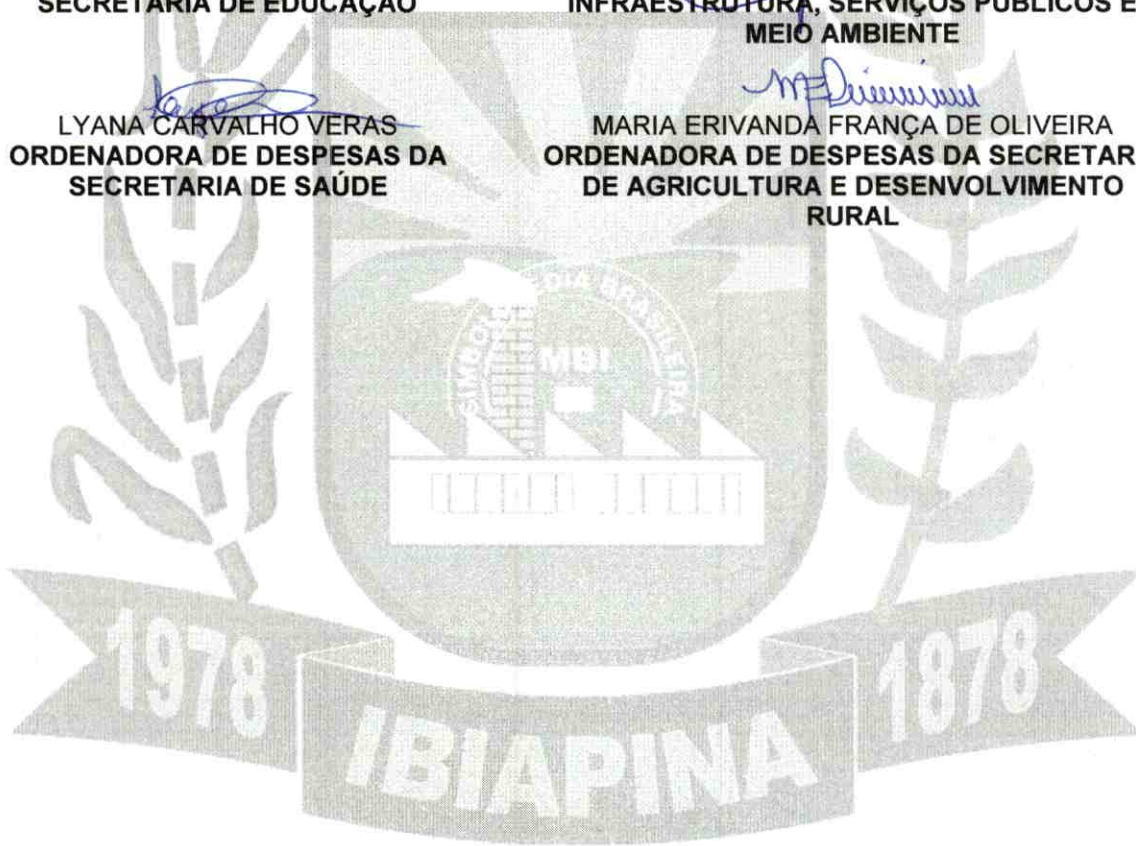 SECRETARIA DE EDUCAÇÃO
INFRAESTRUTURA, SERVIÇOS PÚBLICOS E
MEIO AMBIENTE
LYANA CARVALHO VERAS
ORDENADORA DE DESPESAS DA
SECRETARIA DE SAÚDE
MARIA ERIVANDA FRANÇA DE OLIVEIRA
ORDENADORA DE DESPESAS DA SECRETAR
DE AGRICULTURA E DESENVOLVIMENTO
RURAL
MBI
1978
IBIAPINA
1878